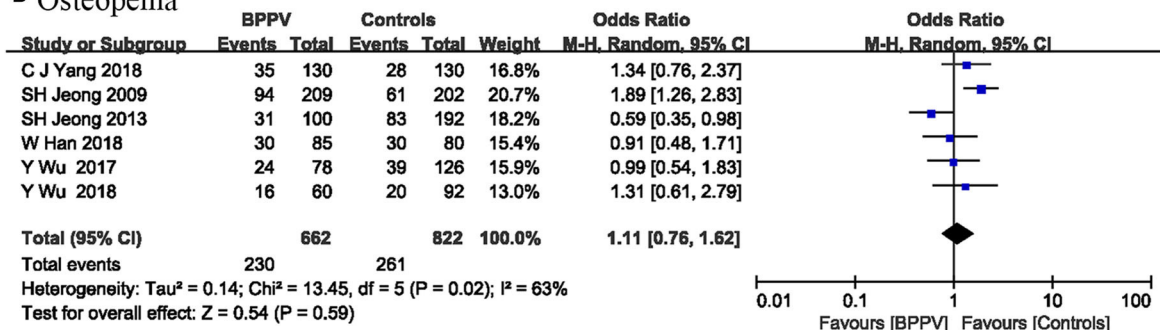 Osteopenia
BPPV Controls Odds Ratio Odds Ratio
Study or Subgroup Events Total Events Total Weight M-H, Random, 95% CI M-H, Random, 95% CI
C J Yang 2018 35 130 28 130 16.8% 1.34 [0.76, 2.37]
SH Jeong 2009 94 209 61 202 20.7% 1.89 [1.26, 2.83]
SH Jeong 2013 31 100 83 192 18.2% 0.59 [0.35, 0.98]
W Han 2018 30 85 30 80 15.4% 0.91 [0.48, 1.71]
Y Wu 2017 24 78 39 126 15.9% 0.99 [0.54, 1.83]
Y Wu 2018 16 60 20 92 13.0% 1.31 [0.61, 2.79]
Total (95% CI) 662 822 100.0% 1.11 [0.76, 1.62]
Total events 230 261
Heterogeneity: Tau² = 0.14; Chi² = 13.45, df = 5 (P = 0.02); I² = 63%
Test for overall effect: Z = 0.54 (P = 0.59)
0.01 0.1 1 10 100
Favours [BPPV] Favours [Controls]